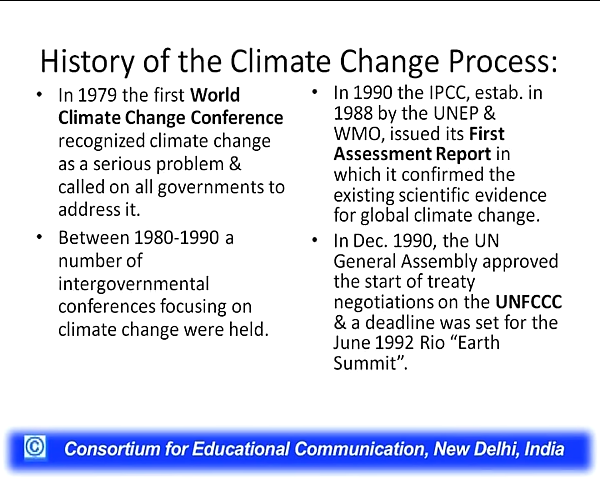 History of the Climate Change Process:
• In 1979 the first World
Climate Change Conference
recognized climate change
as a serious problem &
called on all governments to
address it.
• Between 1980-1990 a
number of
intergovernmental
conferences focusing on
climate change were held.
• In 1990 the IPCC, estab. in
1988 by the UNEP &
WMO, issued its First
Assessment Report in
which it confirmed the
existing scientific evidence
for global climate change.
• In Dec. 1990, the UN
General Assembly approved
the start of treaty
negotiations on the UNFCCC
& a deadline was set for the
June 1992 Rio “Earth
Summit”.
© Consortium for Educational Communication, New Delhi, India